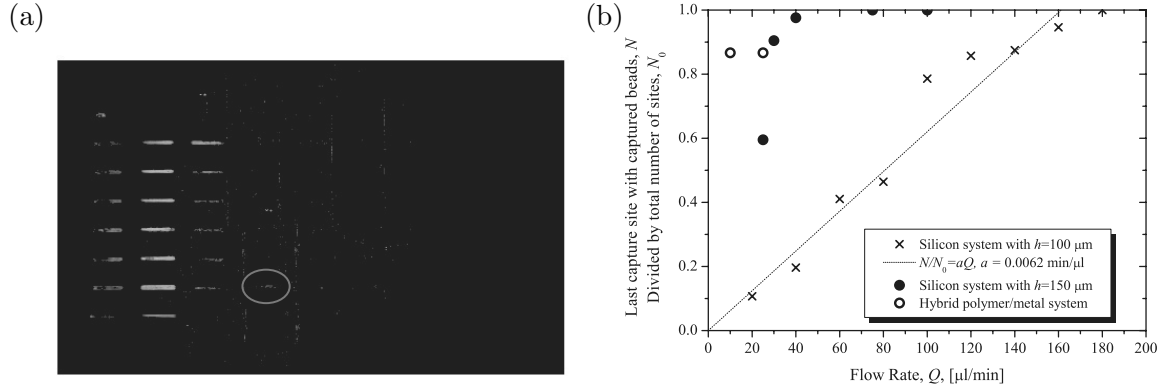 (a)
(b)
Last capture site with captured beads, N
Divided by total number of sites, N₀
1.0
0.8
0.6
0.4
0.2
0.0
× Silicon system with h=100 μm
N/N₀=aQ, a = 0.0062 min/μl
Silicon system with h=150 μm
Hybrid polymer/metal system
0 20 40 60 80 100 120 140 160 180 200
Flow Rate, Q, [μl/min]